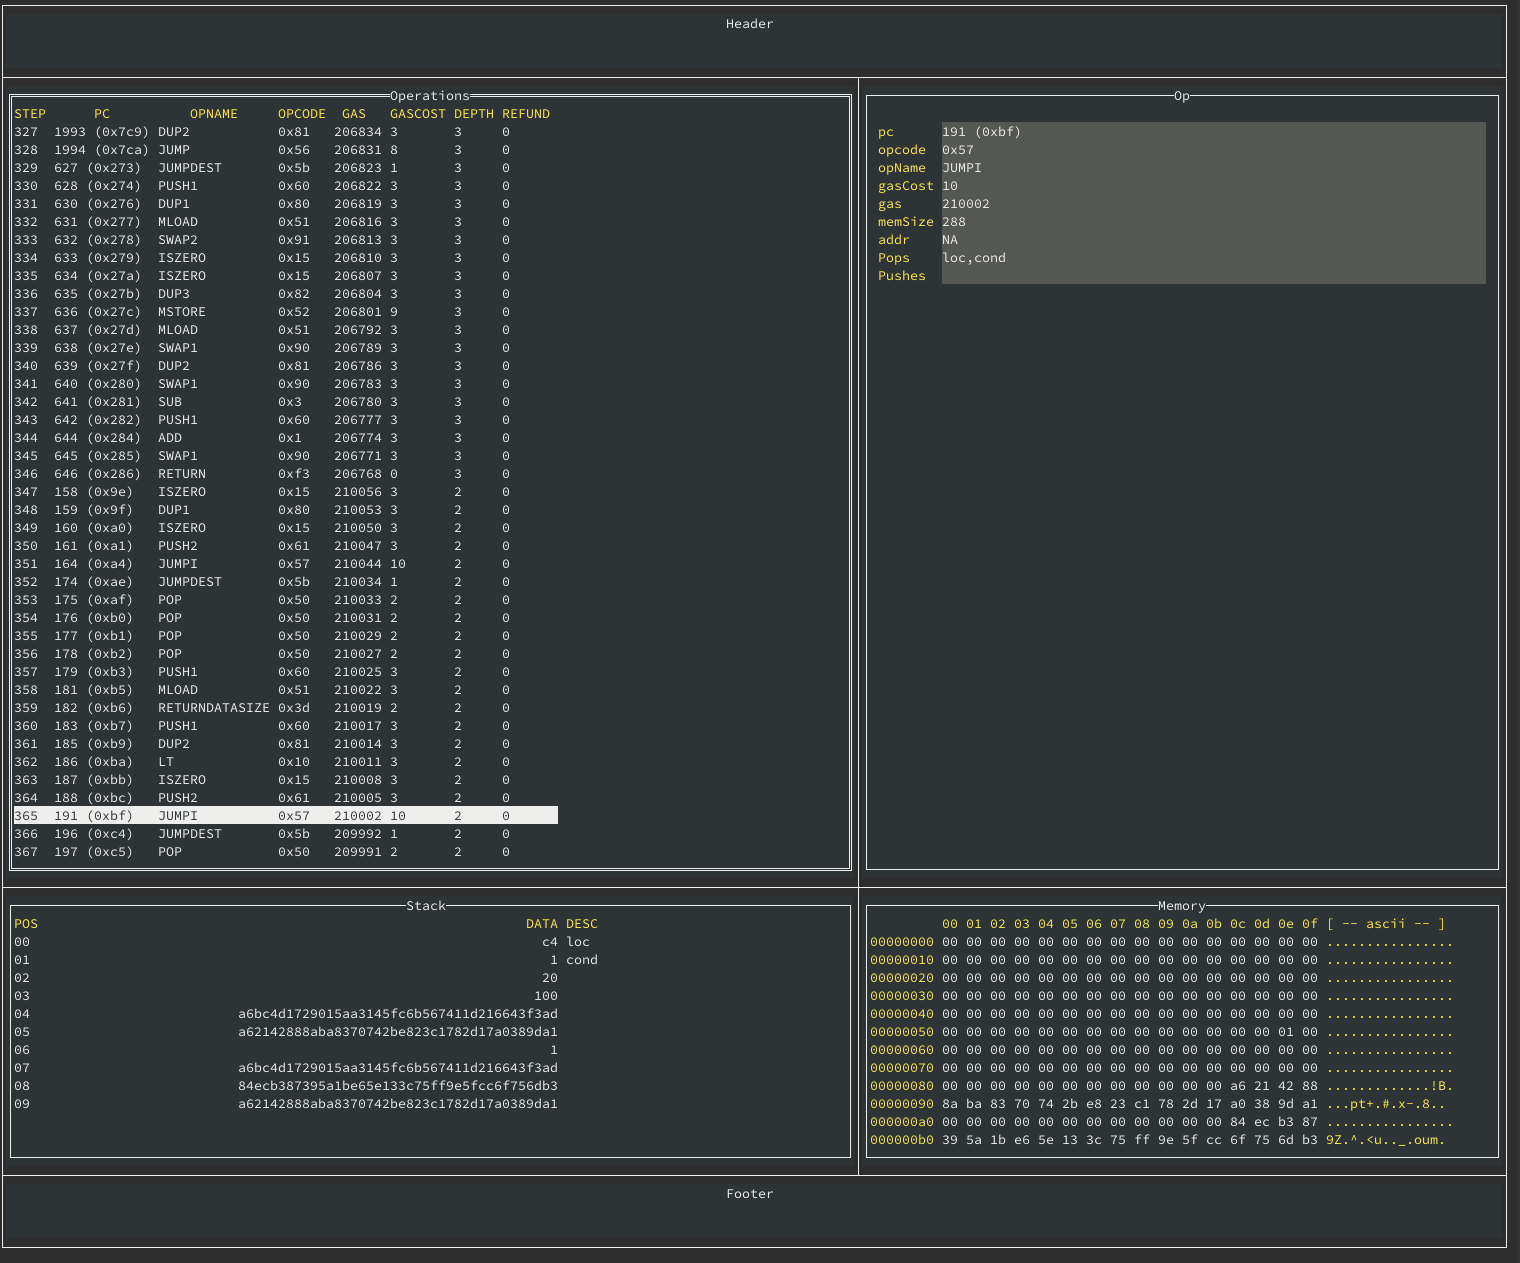 Header
Operations
STEP PC OPNAME OPCODE GAS GASCOST DEPTH REFUND
327 1993 (0x7c9) DUP2 0x81 206834 3 3 0
328 1994 (0x7ca) JUMP 0x56 206831 8 3 0
329 627 (0x273) JUMPDEST 0x5b 206823 1 3 0
330 628 (0x274) PUSH1 0x60 206822 3 3 0
331 630 (0x276) DUP1 0x80 206819 3 3 0
332 631 (0x277) MLOAD 0x51 206816 3 3 0
333 632 (0x278) SWAP2 0x91 206813 3 3 0
334 633 (0x279) ISZERO 0x15 206810 3 3 0
335 634 (0x27a) ISZERO 0x15 206807 3 3 0
336 635 (0x27b) DUP3 0x82 206804 3 3 0
337 636 (0x27c) MSTORE 0x52 206801 9 3 0
338 637 (0x27d) MLOAD 0x51 206792 3 3 0
339 638 (0x27e) SWAP1 0x90 206789 3 3 0
340 639 (0x27f) DUP2 0x81 206786 3 3 0
341 640 (0x280) SWAP1 0x90 206783 3 3 0
342 641 (0x281) SUB 0x3 206780 3 3 0
343 642 (0x282) PUSH1 0x60 206777 3 3 0
344 644 (0x284) ADD 0x1 206774 3 3 0
345 645 (0x285) SWAP1 0x90 206771 3 3 0
346 646 (0x286) RETURN 0xf3 206768 0 3 0
347 158 (0x9e) ISZERO 0x15 210056 3 2 0
348 159 (0x9f) DUP1 0x80 210053 3 2 0
349 160 (0xa0) ISZERO 0x15 210050 3 2 0
350 161 (0xa1) PUSH2 0x61 210047 3 2 0
351 164 (0xa4) JUMPI 0x57 210044 10 2 0
352 174 (0xae) JUMPDEST 0x5b 210034 1 2 0
353 175 (0xaf) POP 0x50 210033 2 2 0
354 176 (0xb0) POP 0x50 210031 2 2 0
355 177 (0xb1) POP 0x50 210029 2 2 0
356 178 (0xb2) POP 0x50 210027 2 2 0
357 179 (0xb3) PUSH1 0x60 210025 3 2 0
358 181 (0xb5) MLOAD 0x51 210022 3 2 0
359 182 (0xb6) RETURNDATASIZE 0x3d 210019 2 2 0
360 183 (0xb7) PUSH1 0x60 210017 3 2 0
361 185 (0xb9) DUP2 0x81 210014 3 2 0
362 186 (0xba) LT 0x10 210011 3 2 0
363 187 (0xbb) ISZERO 0x15 210008 3 2 0
364 188 (0xbc) PUSH2 0x61 210005 3 2 0
365 191 (0xbf) JUMPI 0x57 210002 10 2 0
366 196 (0xc4) JUMPDEST 0x5b 209992 1 2 0
367 197 (0xc5) POP 0x50 209991 2 2 0
Op
pc 191 (0xbf)
opcode 0x57
opName JUMPI
gasCost 10
gas 210002
memSize 288
addr NA
Pops loc,cond
Pushes
Stack
POS DATA DESC
00 c4 loc
01 1 cond
02 20
03 100
04 a6bc4d1729015aa3145fc6b567411d216643f3ad
05 a62142888aba8370742be823c1782d17a0389da1
06 1
07 a6bc4d1729015aa3145fc6b567411d216643f3ad
08 84ecb387395a1be65e133c75ff9e5fcc6f756db3
09 a62142888aba8370742be823c1782d17a0389da1
Memory
00 01 02 03 04 05 06 07 08 09 0a 0b 0c 0d 0e 0f [ -- ascii -- ]
00000000 00 00 00 00 00 00 00 00 00 00 00 00 00 00 00 00 ................
00000010 00 00 00 00 00 00 00 00 00 00 00 00 00 00 00 00 ................
00000020 00 00 00 00 00 00 00 00 00 00 00 00 00 00 00 00 ................
00000030 00 00 00 00 00 00 00 00 00 00 00 00 00 00 00 00 ................
00000040 00 00 00 00 00 00 00 00 00 00 00 00 00 00 00 00 ................
00000050 00 00 00 00 00 00 00 00 00 00 00 00 00 00 01 00 ................
00000060 00 00 00 00 00 00 00 00 00 00 00 00 00 00 00 00 ................
00000070 00 00 00 00 00 00 00 00 00 00 00 00 00 00 00 00 ................
00000080 00 00 00 00 00 00 00 00 00 00 00 00 a6 21 42 88 .............!B.
00000090 8a ba 83 70 74 2b e8 23 c1 78 2d 17 a0 38 9d a1 ...pt+.#.x-..8..
000000a0 00 00 00 00 00 00 00 00 00 00 00 00 84 ec b3 87 ................
000000b0 39 5a 1b e6 5e 13 3c 75 ff 9e 5f cc 6f 75 6d b3 9Z..^.<u.._.oum.
Footer